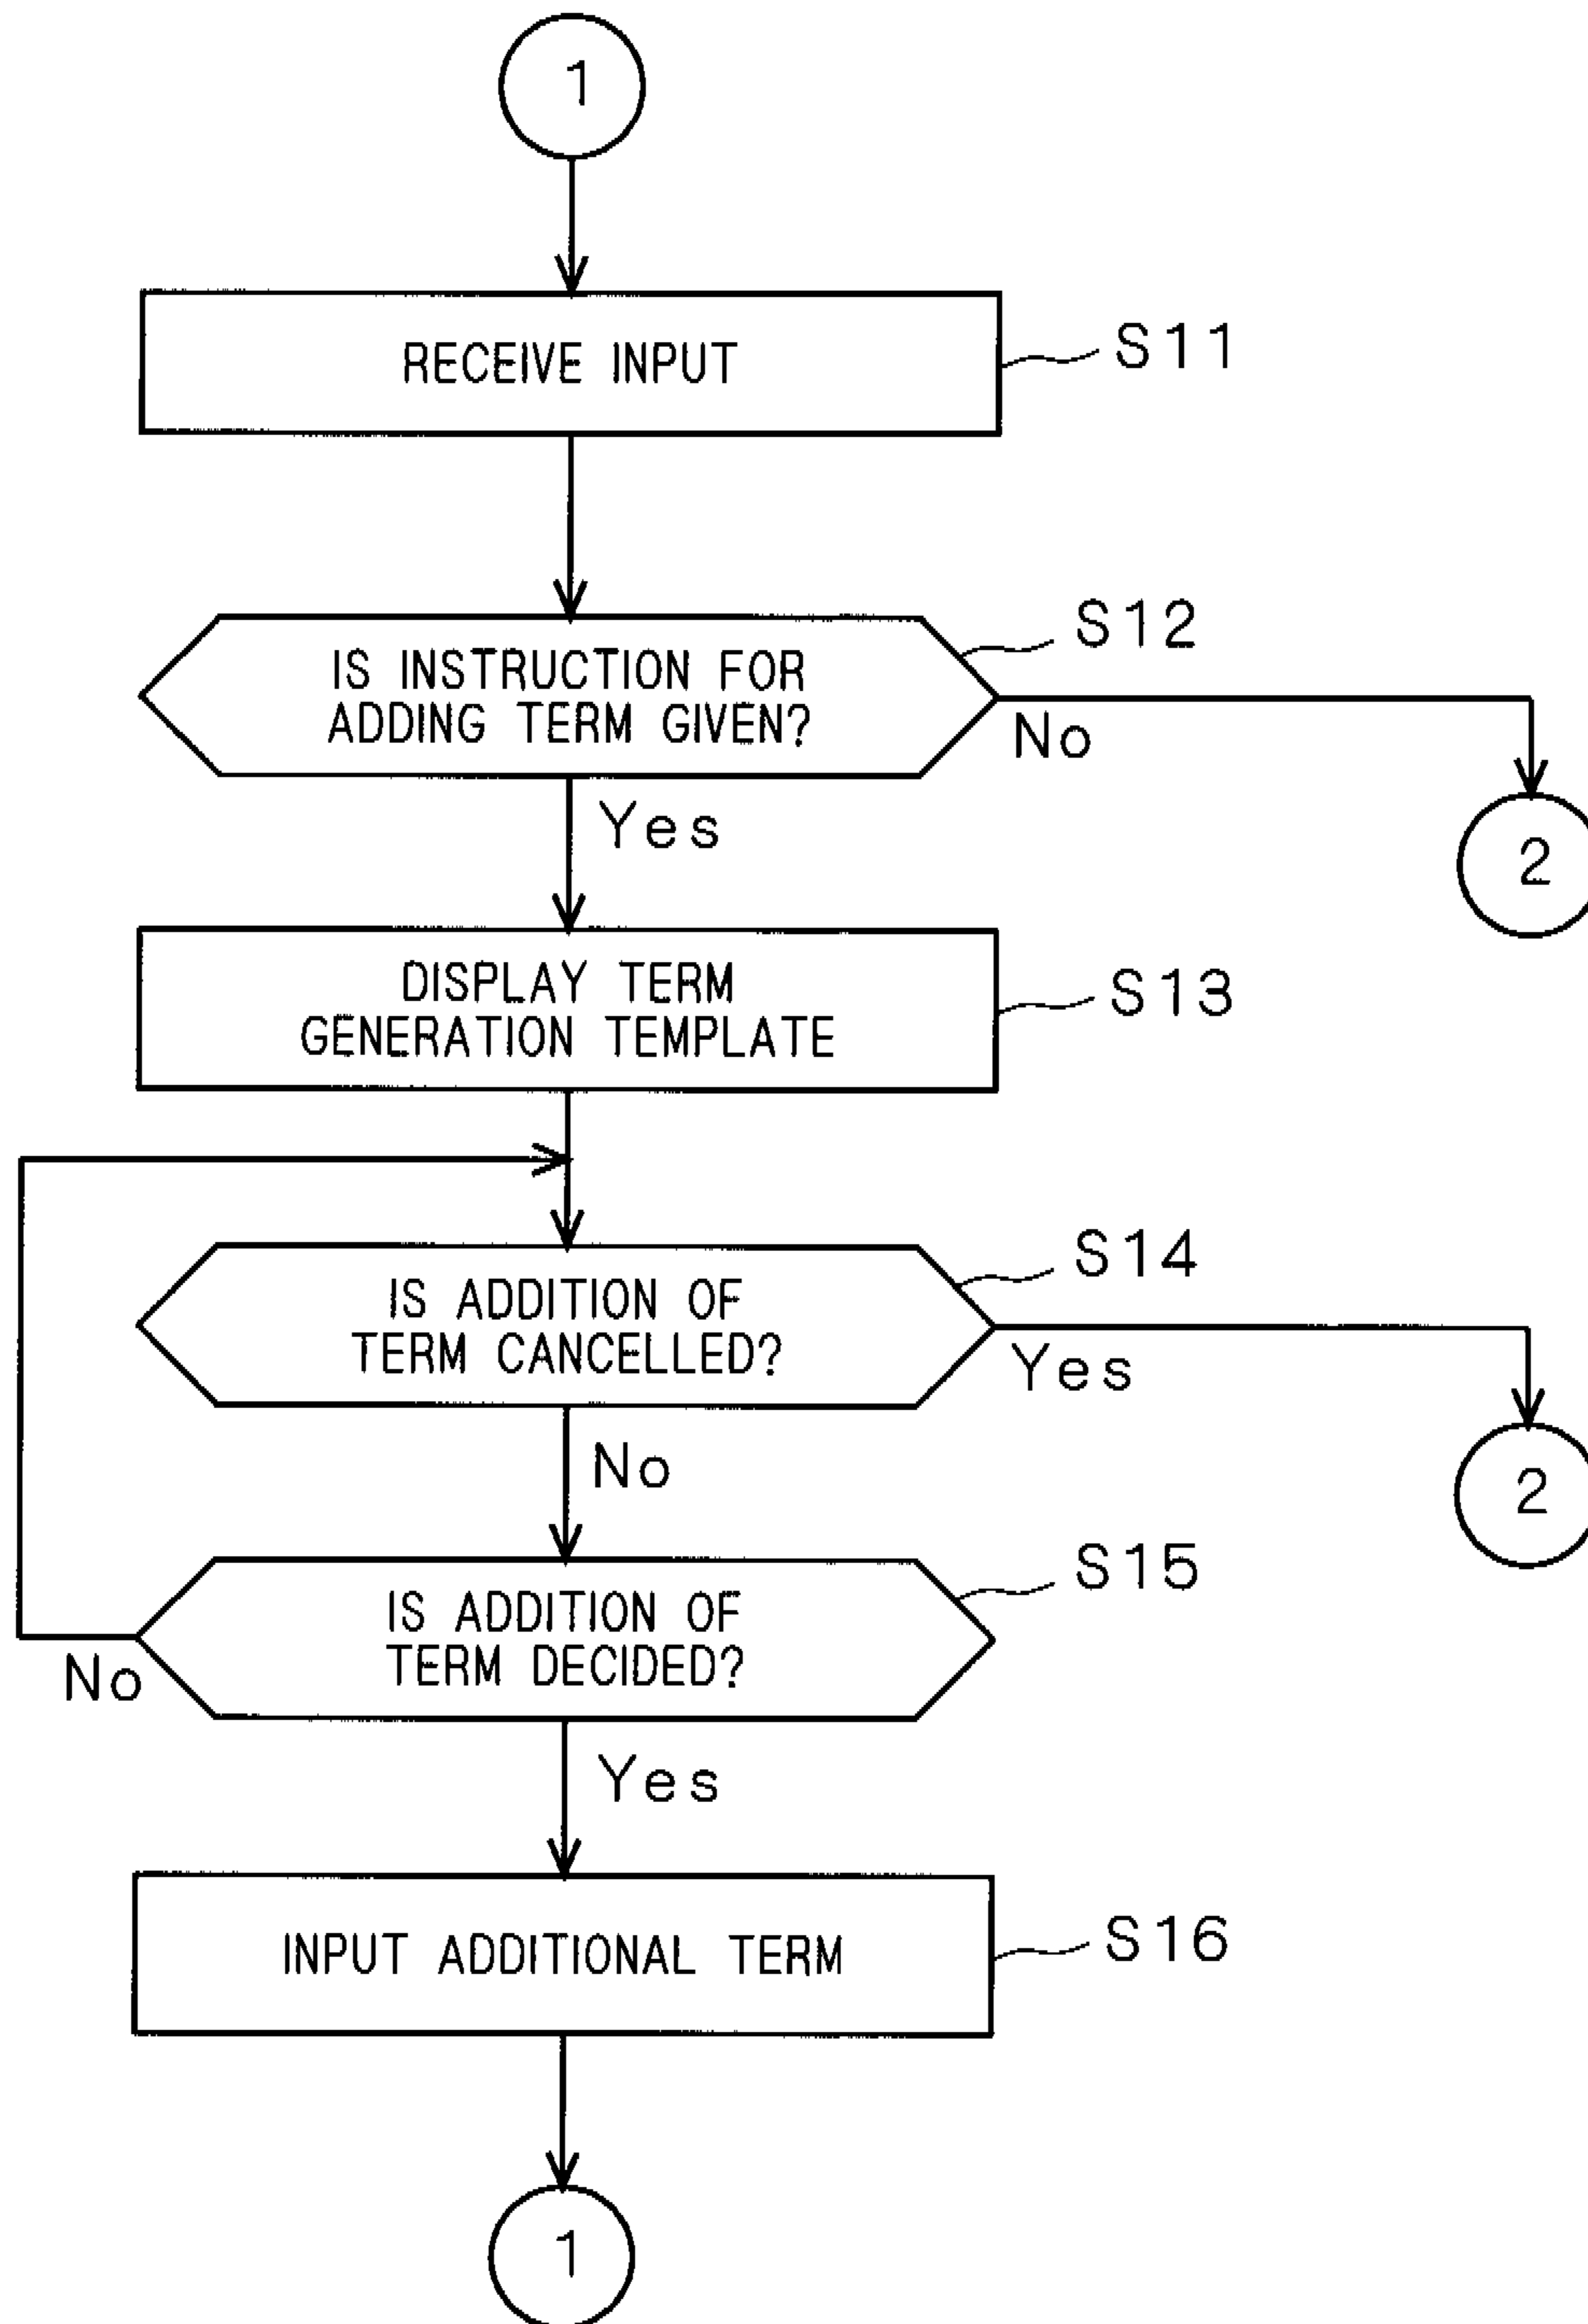 1
RECEIVE INPUT
S11
IS INSTRUCTION FOR
ADDING TERM GIVEN?
S12
No
Yes
2
DISPLAY TERM
GENERATION TEMPLATE
S13
IS ADDITION OF
TERM CANCELLED?
S14
Yes
No
2
IS ADDITION OF
TERM DECIDED?
S15
No
Yes
INPUT ADDITIONAL TERM
S16
1